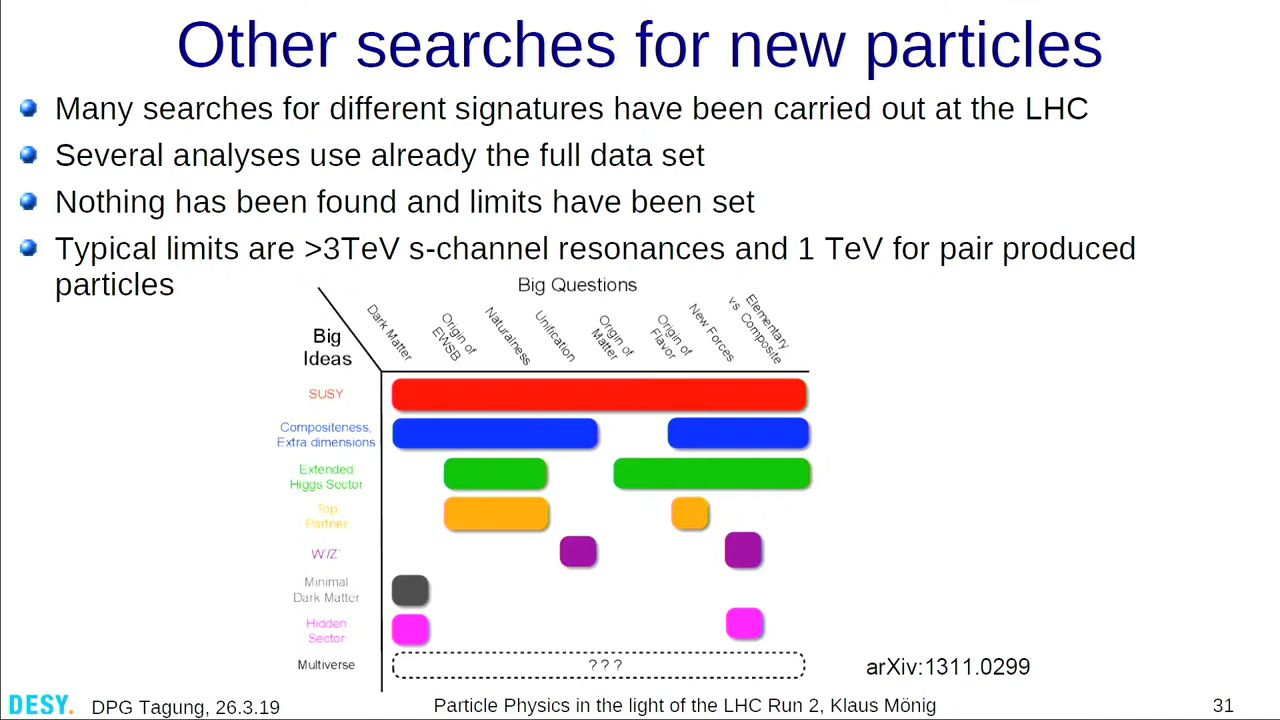 Other searches for new particles
Many searches for different signatures have been carried out at the LHC
Several analyses use already the full data set
Nothing has been found and limits have been set
Typical limits are >3TeV s-channel resonances and 1 TeV for pair produced
particles
Big Questions
Big
Ideas
Dark Matter
Origin of
EWSB
Naturalness
Unification
Origin of
Matter
Origin of
Flavor
New Forces
Elementary
vs Composite
SUSY
Compositeness,
Extra dimensions
Extended
Higgs Sector
Top
Partner
W'/Z'
Minimal
Dark Matter
Hidden
Sector
Multiverse
? ? ?
arXiv:1311.0299
DESY.
DPG Tagung, 26.3.19
Particle Physics in the light of the LHC Run 2, Klaus Mönig
31